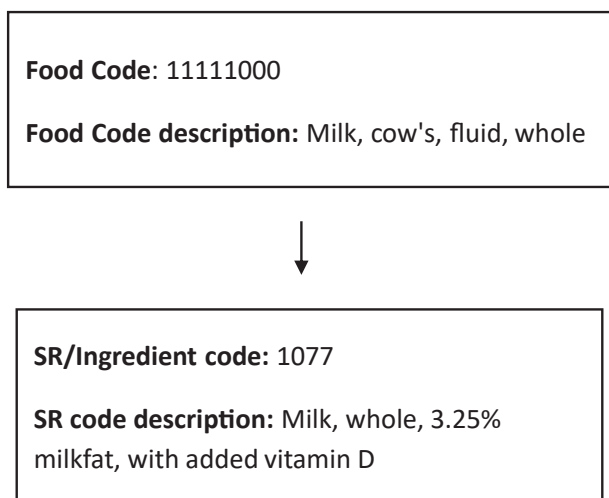 Food Code: 11111000
Food Code description: Milk, cow's, fluid, whole
SR/Ingredient code: 1077
SR code description: Milk, whole, 3.25%
milkfat, with added vitamin D